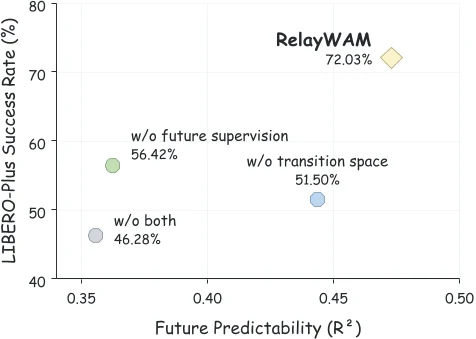 LIBERO-Plus Success Rate (%)
80
70
60
50
40
RelayWAM
72.03%
w/o future supervision
56.42%
w/o transition space
51.50%
w/o both
46.28%
0.35
0.40
0.45
0.50
Future Predictability (R²)